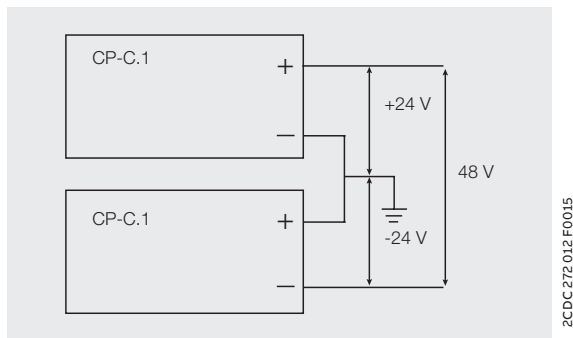 CP-C.1
+
+24 V
—
48 V
CP-C.1
+
-24 V
—
2CDC 272 012 F0015